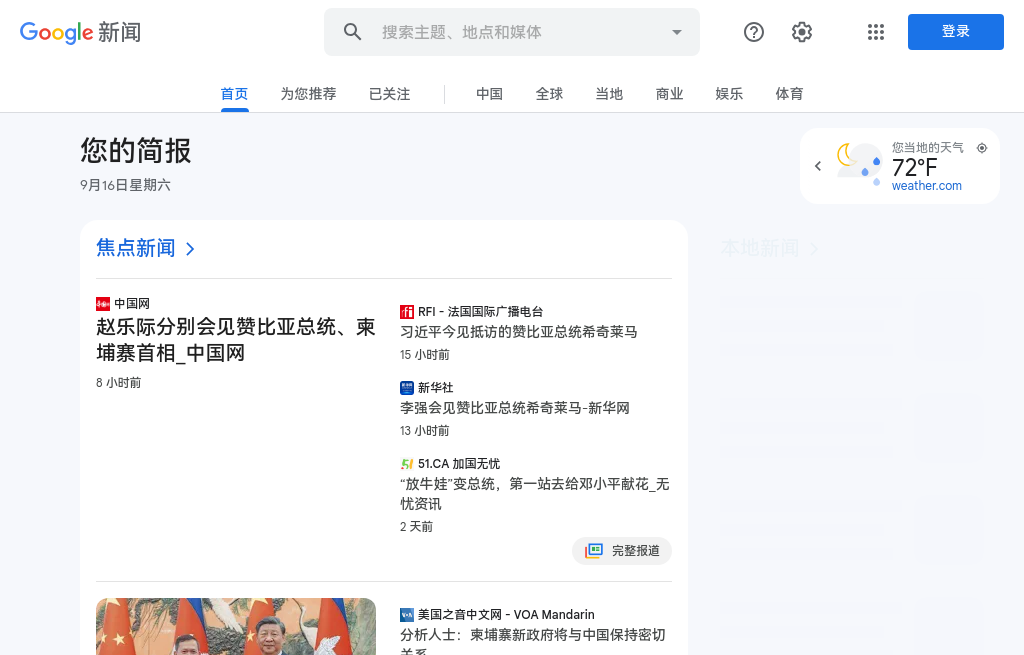 Google 新闻
搜索主题、地点和媒体
登录
首页
为您推荐
已关注
中国
全球
当地
商业
娱乐
体育
您的简报
9月16日星期六
您当地的天气
72°F
weather.com
焦点新闻
本地新闻
中国网
赵乐际分别会见赞比亚总统、柬
埔寨首相_中国网
8 小时前
RFI - 法国国际广播电台
习近平今见抵访的赞比亚总统希奇莱马
15 小时前
新华社
李强会见赞比亚总统希奇莱马-新华网
13 小时前
51.CA 加国无忧
“放牛娃”变总统，第一站去给邓小平献花_无
忧资讯
2 天前
完整报道
美国之音中文网 - VOA Mandarin
分析人士：柬埔寨新政府将与中国保持密切
关系